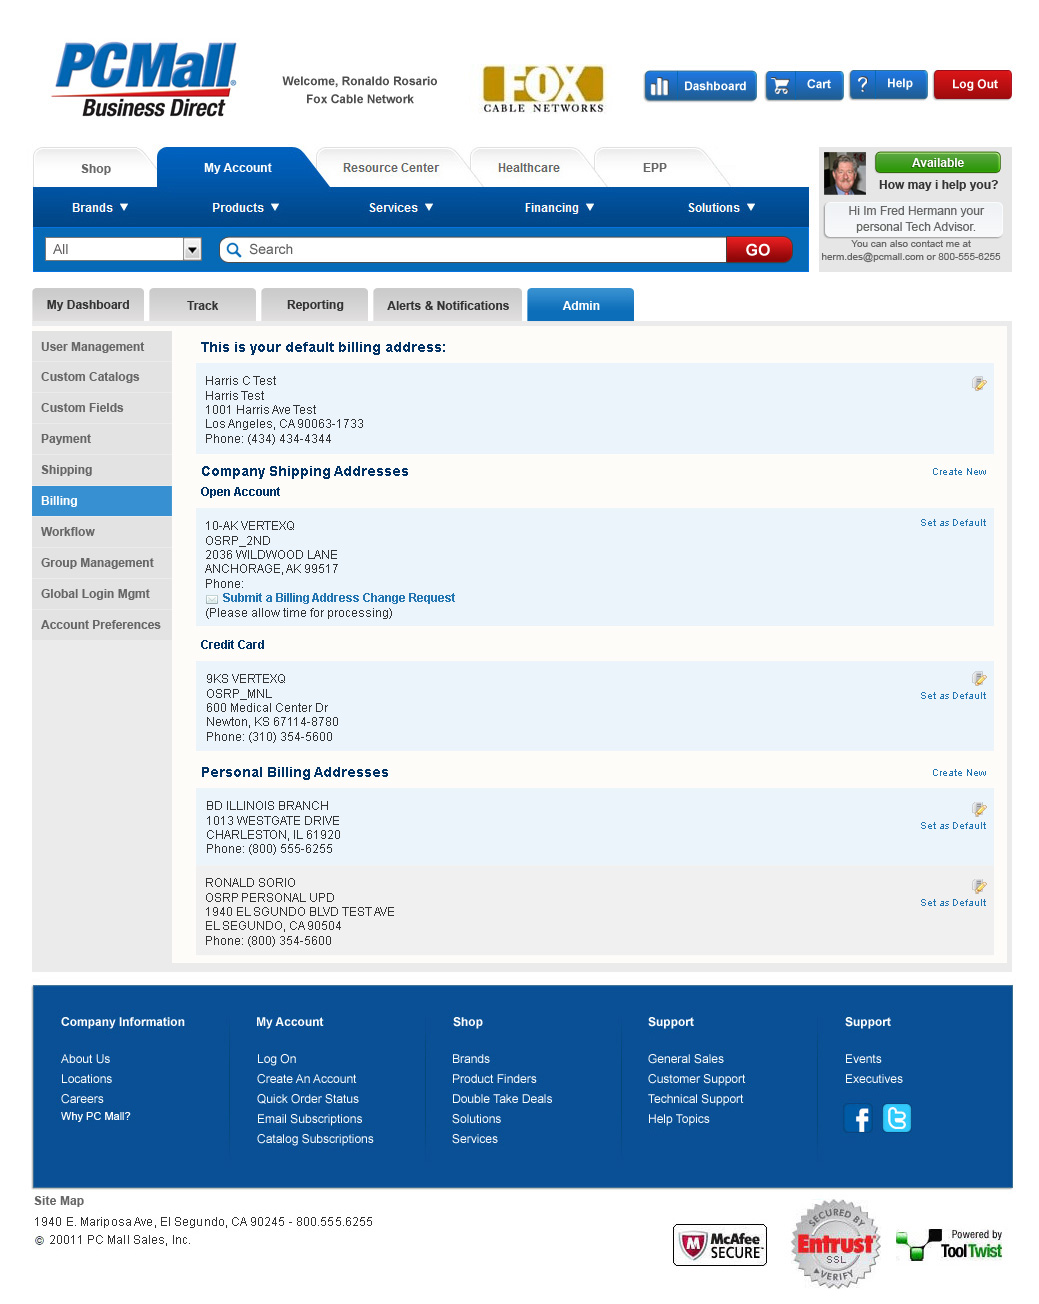 PCMall
Business Direct
Welcome, Ronaldo Rosario
Fox Cable Network
FOX
CABLE NETWORKS
Dashboard
Cart
? Help
Log Out
Shop
My Account
Resource Center
Healthcare
EPP
Available
How may i help you?
Hi Im Fred Hermann your
personal Tech Advisor.
You can also contact me at
herm.des@pcmall.com or 800-555-6255
Brands
Products
Services
Financing
Solutions
All
Search
GO
My Dashboard
Track
Reporting
Alerts & Notifications
Admin
User Management
Custom Catalogs
Custom Fields
Payment
Shipping
Billing
Workflow
Group Management
Global Login Mgmt
Account Preferences
This is your default billing address:
Harris C Test
Harris Test
1001 Harris Ave Test
Los Angeles, CA 90063-1733
Phone: (434) 434-4344
Company Shipping Addresses
Create New
Open Account
10-AK VERTEXQ
Set as Default
OSRP_2ND
2036 WILDWOOD LANE
ANCHORAGE, AK 99517
Phone:
Submit a Billing Address Change Request
(Please allow time for processing)
Credit Card
9KS VERTEXQ
OSRP_MNL
Set as Default
600 Medical Center Dr
Newton, KS 67114-8780
Phone: (310) 354-5600
Personal Billing Addresses
Create New
BD ILLINOIS BRANCH
1013 WESTGATE DRIVE
Set as Default
CHARLESTON, IL 61920
Phone: (800) 555-6255
RONALD SORIO
OSRP PERSONAL UPD
Set as Default
1940 EL SGUNDO BLVD TEST AVE
EL SEGUNDO, CA 90504
Phone: (800) 354-5600
Company Information
About Us
Locations
Careers
Why PC Mall?
My Account
Log On
Create An Account
Quick Order Status
Email Subscriptions
Catalog Subscriptions
Shop
Brands
Product Finders
Double Take Deals
Solutions
Services
Support
General Sales
Customer Support
Technical Support
Help Topics
Support
Events
Executives
f
t
Site Map
1940 E. Mariposa Ave, El Segundo, CA 90245 - 800.555.6255
© 20011 PC Mall Sales, Inc.
McAfee
SECURE™
SECURED BY
Entrust
SSL
VERIFY
Powered by
ToolTwist